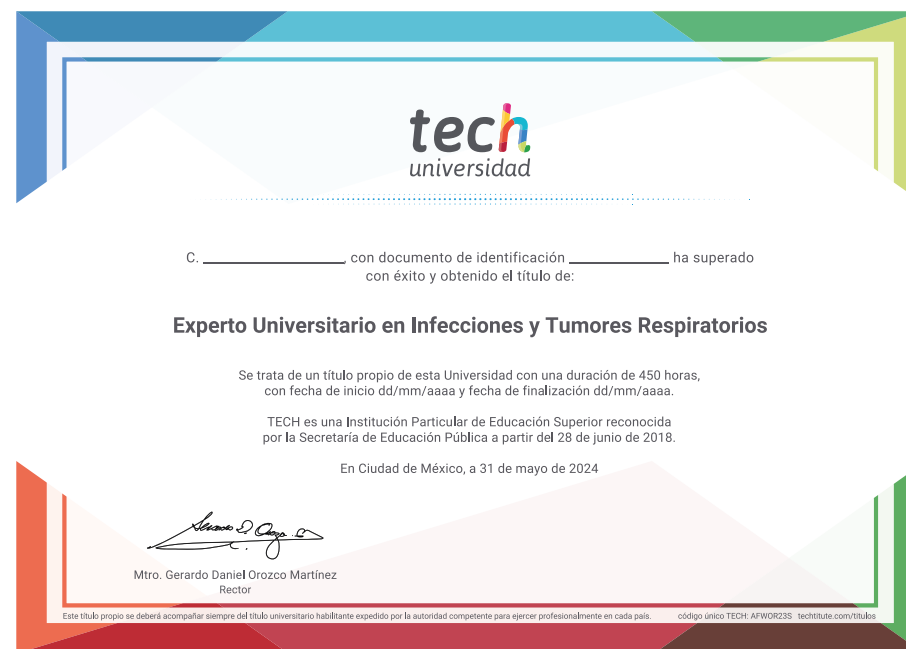 tech
universidad
C. ____________________, con documento de identificación ______________ ha superado
con éxito y obtenido el título de:
Experto Universitario en Infecciones y Tumores Respiratorios
Se trata de un título propio de esta Universidad con una duración de 450 horas,
con fecha de inicio dd/mm/aaaa y fecha de finalización dd/mm/aaaa.
TECH es una Institución Particular de Educación Superior reconocida
por la Secretaría de Educación Pública a partir del 28 de junio de 2018.
En Ciudad de México, a 31 de mayo de 2024
Mtro. Gerardo Daniel Orozco Martínez
Rector
Este título propio se deberá acompañar siempre del título universitario habilitante expedido por la autoridad competente para ejercer profesionalmente en cada país. código único TECH: AFWOR23S techtitute.com/titulos